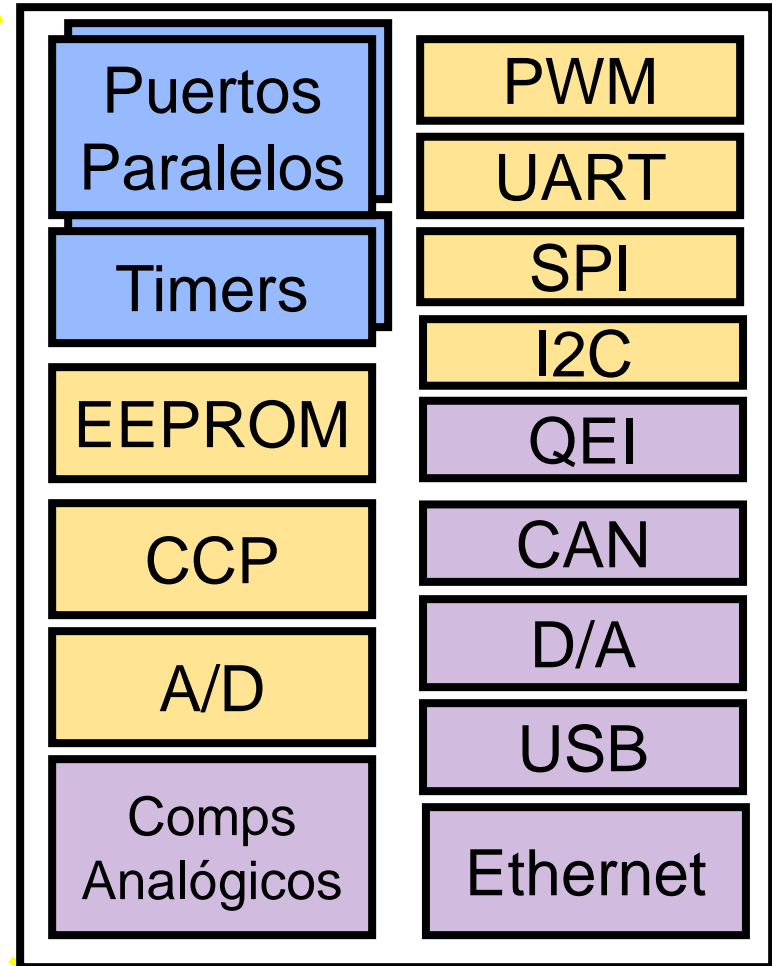 Puertos
Paralelos
Timers
EEPROM
CCP
A/D
Comps
Analógicos
PWM
UART
SPI
I2C
QEI
CAN
D/A
USB
Ethernet